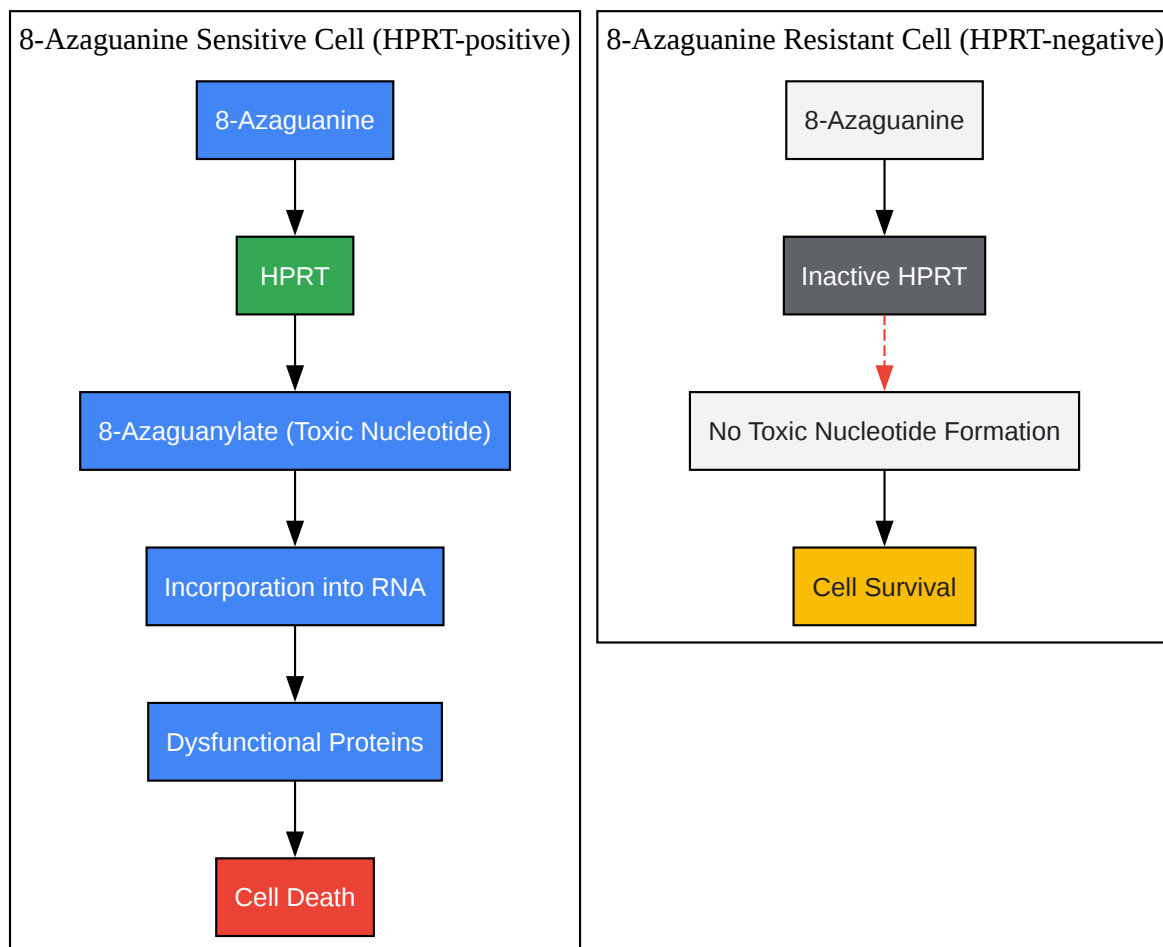 8-Azaguanine Sensitive Cell (HPRT-positive)
8-Azaguanine
HPRT
8-Azaguanylate (Toxic Nucleotide)
Incorporation into RNA
Dysfunctional Proteins
Cell Death
8-Azaguanine Resistant Cell (HPRT-negative)
8-Azaguanine
Inactive HPRT
No Toxic Nucleotide Formation
Cell Survival